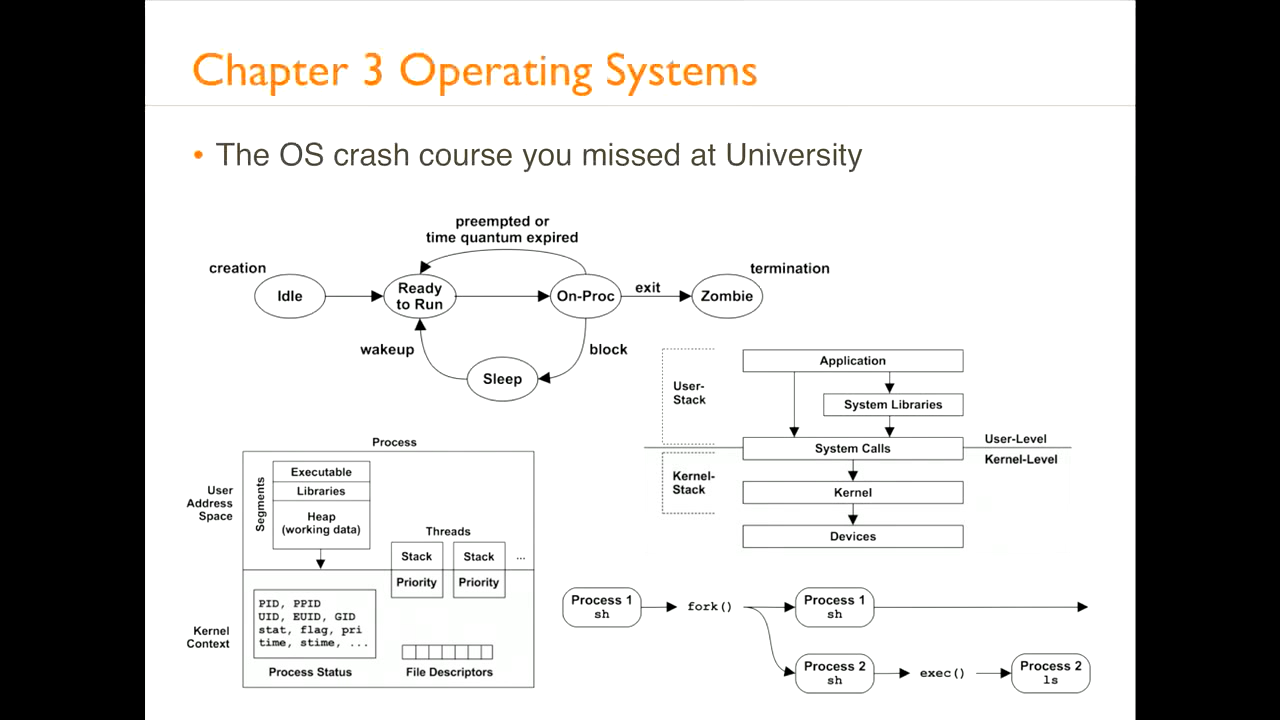 Chapter 3 Operating Systems
• The OS crash course you missed at University
preempted or
time quantum expired
creation
termination
Idle
Ready
to Run
On-Proc
exit
Zombie
wakeup
block
Sleep
User-
Stack
Application
System Libraries
System Calls
User-Level
Kernel-Level
Kernel-
Stack
Kernel
Devices
Process
User
Address
Space
Segments
Executable
Libraries
Heap
(working data)
Threads
Stack
Stack
...
Priority
Priority
Kernel
Context
PID, PPID
UID, EUID, GID
stat, flag, pri
time, stime, ...
Process Status
File Descriptors
Process 1
sh
fork()
Process 1
sh
Process 2
sh
exec()
Process 2
ls